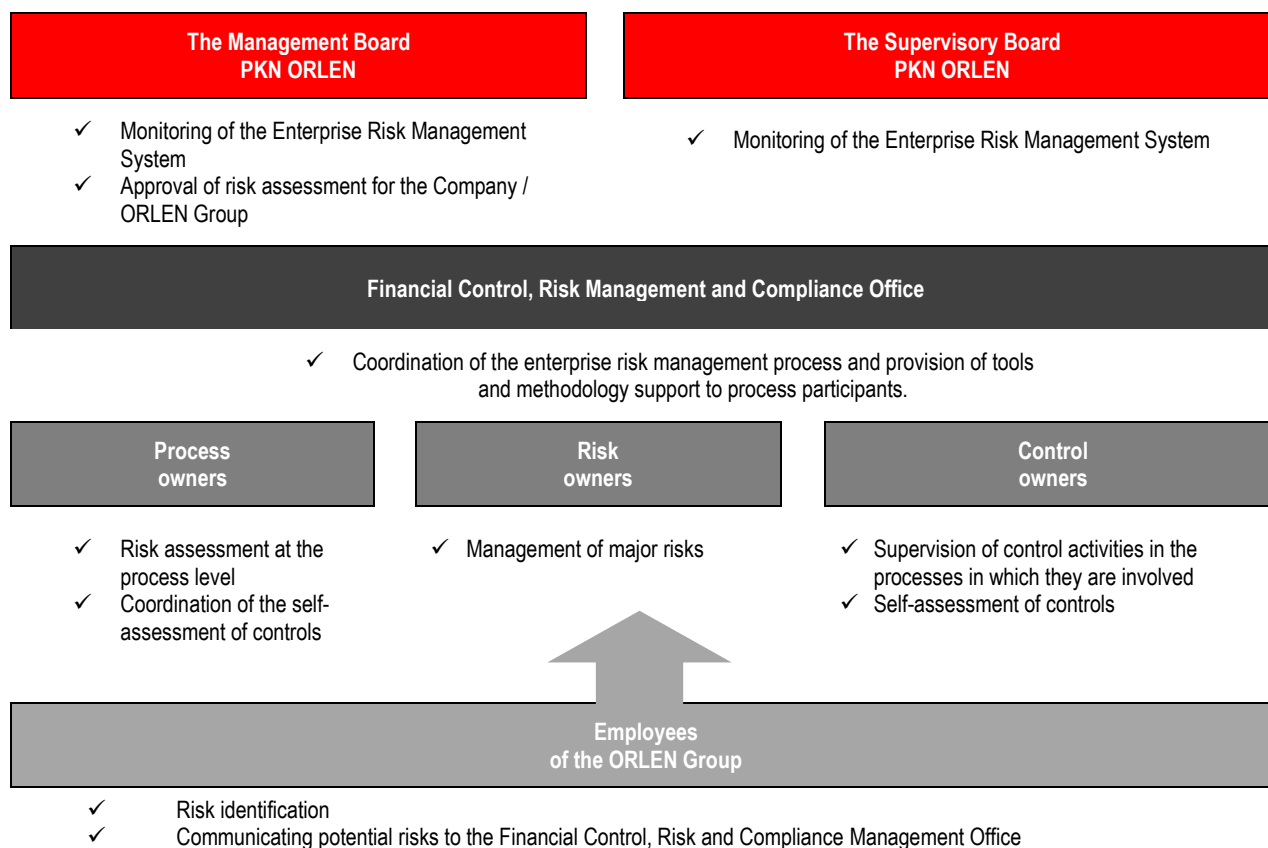 The Management Board
PKN ORLEN
The Supervisory Board
PKN ORLEN
✓ Monitoring of the Enterprise Risk Management
System
✓ Approval of risk assessment for the Company /
ORLEN Group
✓ Monitoring of the Enterprise Risk Management System
Financial Control, Risk Management and Compliance Office
✓ Coordination of the enterprise risk management process and provision of tools
and methodology support to process participants.
Process
owners
Risk
owners
Control
owners
✓ Risk assessment at the
process level
✓ Coordination of the self-
assessment of controls
✓ Management of major risks
✓ Supervision of control activities in the
processes in which they are involved
✓ Self-assessment of controls
Employees
of the ORLEN Group
✓ Risk identification
✓ Communicating potential risks to the Financial Control, Risk and Compliance Management Office